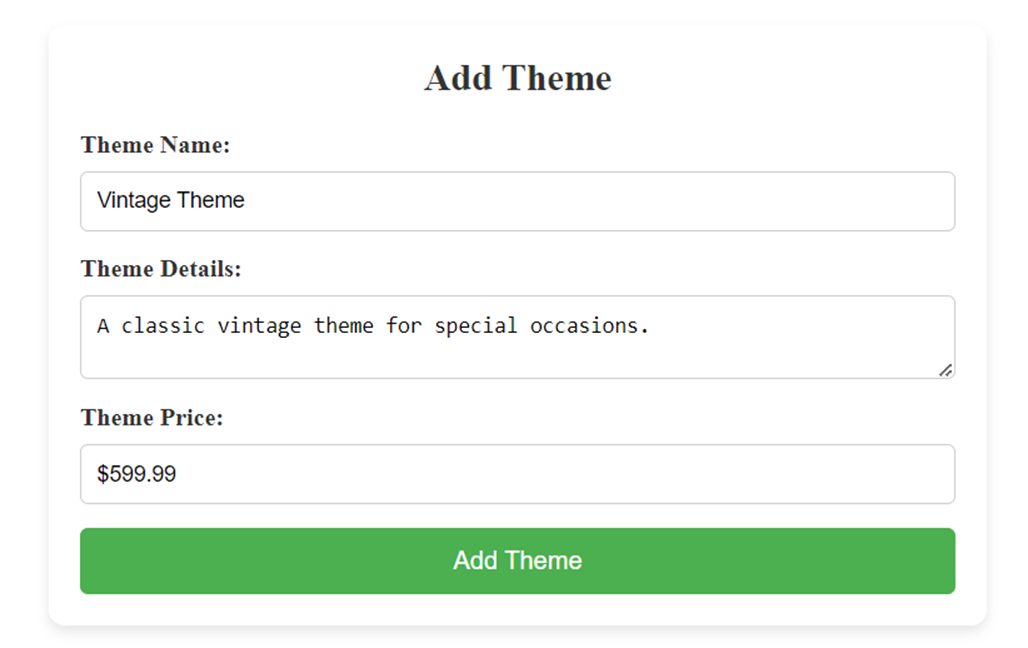 Add Theme
Theme Name:
Vintage Theme
Theme Details:
A classic vintage theme for special occasions.
Theme Price:
$599.99
Add Theme